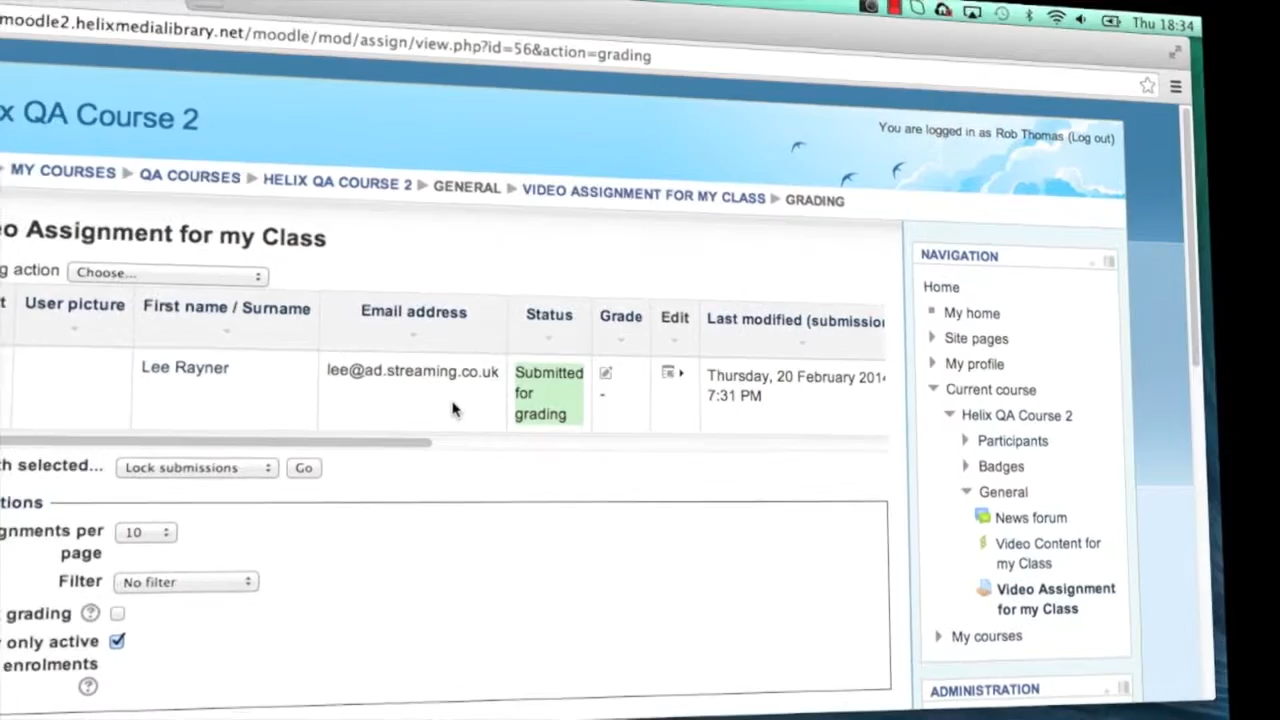 Thu 18:34
moodle2.helixmedialibrary.net/moodle/mod/assign/view.php?id=56&action=grading
x QA Course 2
You are logged in as Rob Thomas (Log out)
MY COURSES ▶ QA COURSES ▶ HELIX QA COURSE 2 ▶ GENERAL ▶ VIDEO ASSIGNMENT FOR MY CLASS ▶ GRADING
o Assignment for my Class
g action Choose...
t User picture First name / Surname Email address Status Grade Edit Last modified (submissior
Lee Rayner lee@ad.streaming.co.uk Submitted for grading - Thursday, 20 February 201
7:31 PM
h selected... Lock submissions Go
tions
gnments per page 10
Filter No filter
grading ?
only active enrolments
?
NAVIGATION
Home
My home
Site pages
My profile
Current course
Helix QA Course 2
Participants
Badges
General
News forum
Video Content for
my Class
Video Assignment
for my Class
My courses
ADMINISTRATION